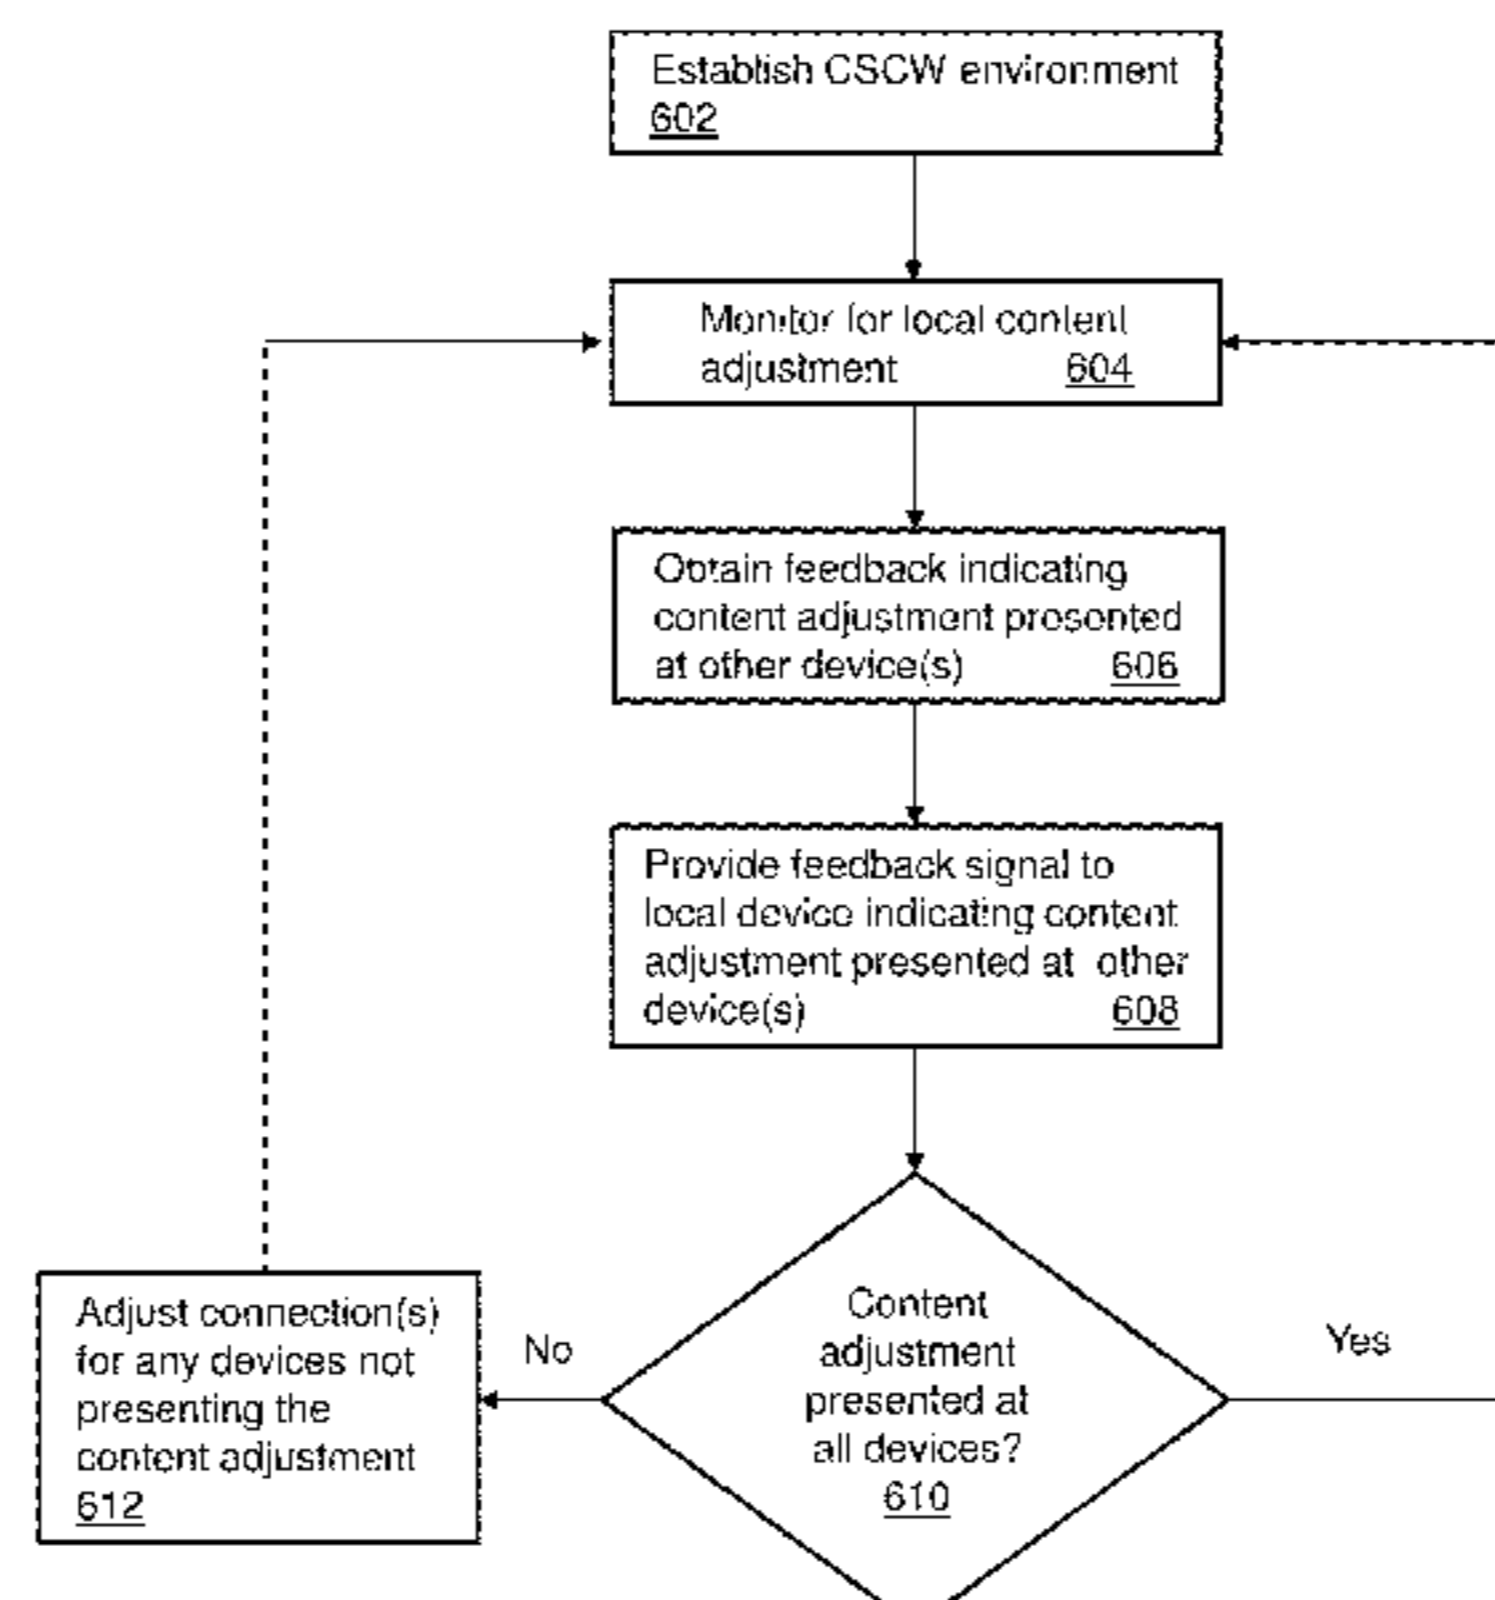 Establish CSCW environment
602
Monitor for local content
adjustment 604
Obtain feedback indicating
content adjustment presented
at other device(s) 606
Provide feedback signal to
local device indicating content
adjustment presented at other
device(s) 608
Content
adjustment
presented at
all devices?
610
No
Yes
Adjust connection(s)
for any devices not
presenting the
content adjustment
612